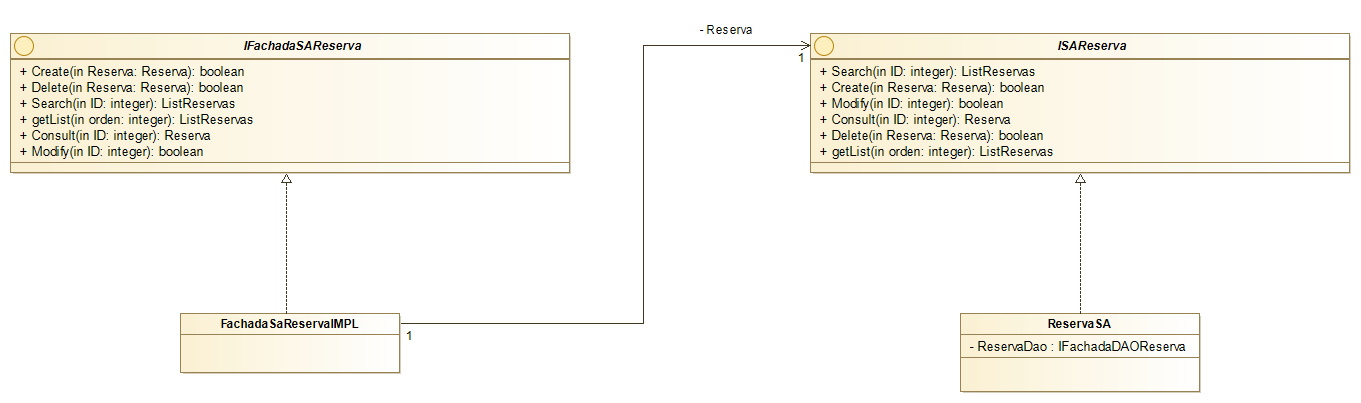 - Reserva
IFachadaSAReserva
+ Create(in Reserva: Reserva): boolean
+ Delete(in Reserva: Reserva): boolean
+ Search(in ID: integer): ListReservas
+ getList(in orden: integer): ListReservas
+ Consult(in ID: integer): Reserva
+ Modify(in ID: integer): boolean
1
ISAReserva
+ Search(in ID: integer): ListReservas
+ Create(in Reserva: Reserva): boolean
+ Modify(in ID: integer): boolean
+ Consult(in ID: integer): Reserva
+ Delete(in Reserva: Reserva): boolean
+ getList(in orden: integer): ListReservas
FachadaSaReservaIMPL
1
ReservaSA
- ReservaDao : IFachadaDAOReserva